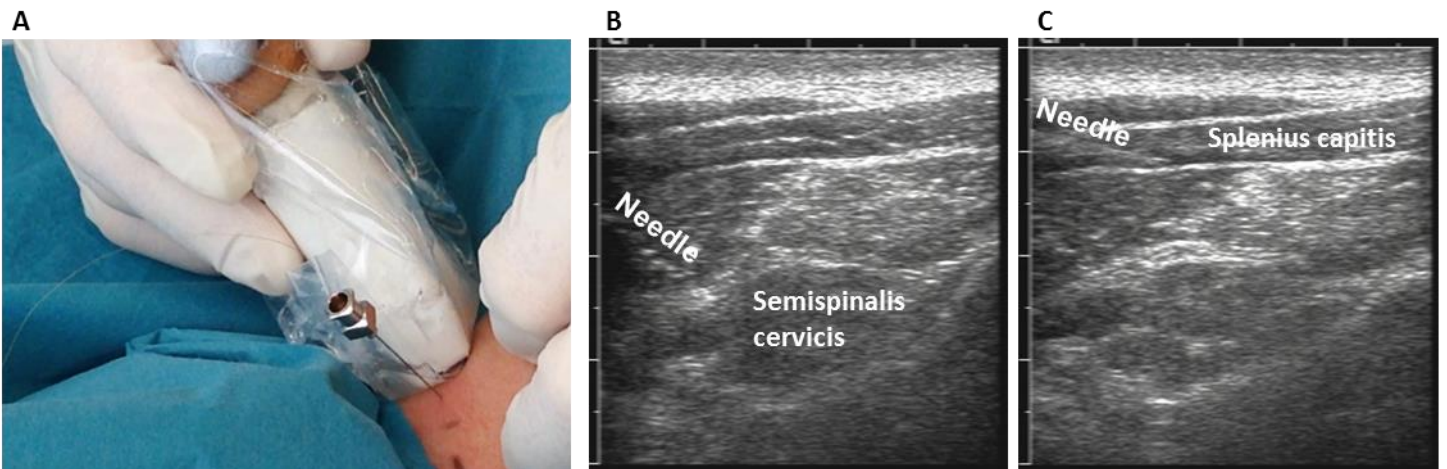 A
B
C
Needle
Semispinalis
cervicis
Needle
Splenius capitis